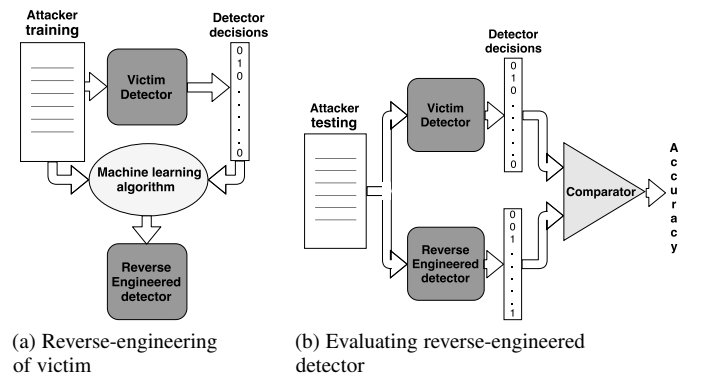 Attacker
training
Detector
decisions
0
1
0
.
.
.
.
.
0
Victim
Detector
Machine learning
algorithm
Reverse
Engineered
detector
(a) Reverse-engineering
of victim
Attacker
testing
Victim
Detector
Detector
decisions
0
1
0
.
.
.
.
.
0
Reverse
Engineered
detector
0
0
1
.
.
.
.
.
1
Comparator
A
c
c
u
r
a
c
y
(b) Evaluating reverse-engineered
detector